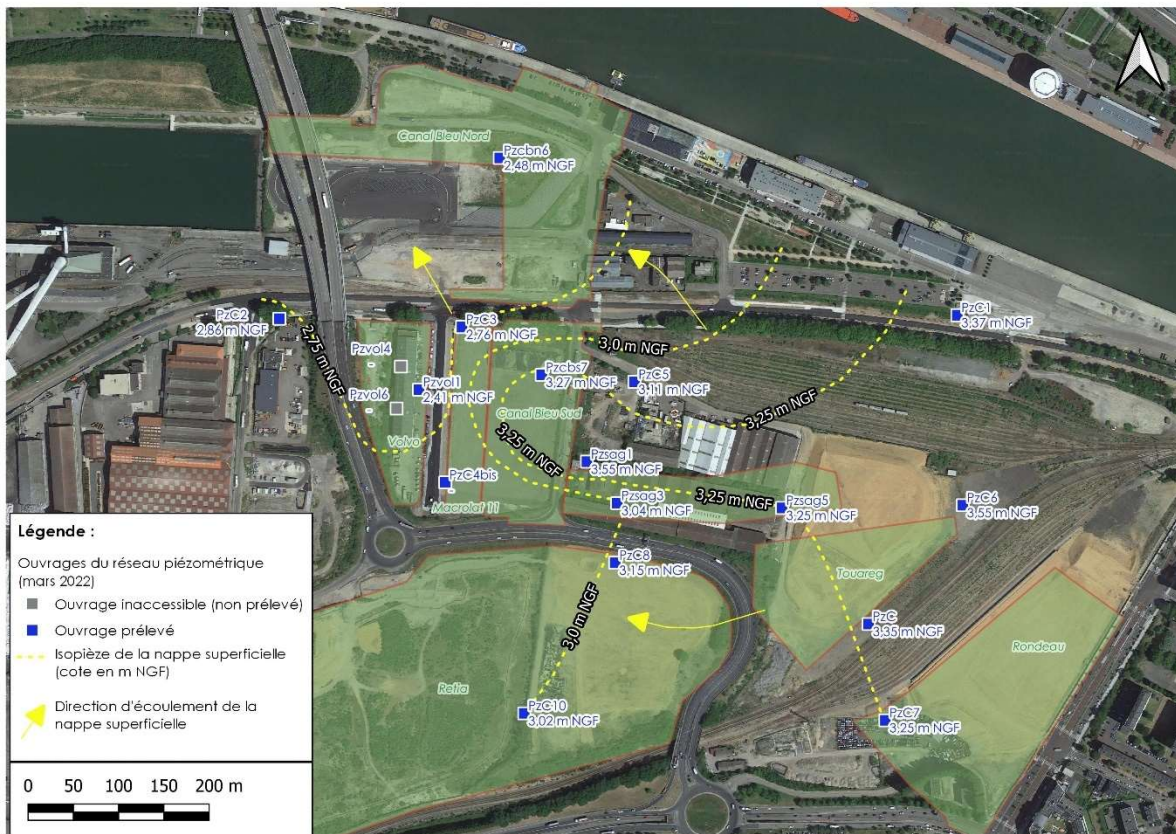 Canal Bleu Nord
Pzcbn6
2,48 m NGF
PzC2
2,86 m NGF
2,75 m NGF
PzC3
2,76 m NGF
PzC1
3,37 m NGF
3,0 m NGF
Pzvol4
-
Pzvol1
2,41 m NGF
Pzvol6
-
Volvo
Pzcbs7
3,27 m NGF
PzC5
3,11 m NGF
Canal Bleu Sud
3,25 m NGF
3,25 m NGF
Pzsag1
3,55 m NGF
PzC4bis
-
Macrolot 11
Pzsag3
3,04 m NGF
3,25 m NGF
Pzsag5
3,25 m NGF
PzC6
3,55 m NGF
PzC8
3,15 m NGF
Touareg
3,0 m NGF
PzC
3,35 m NGF
Rondeau
Retia
PzC10
3,02 m NGF
PzC7
3,25 m NGF
Légende :
Ouvrages du réseau piézométrique
(mars 2022)
Ouvrage inaccessible (non prélevé)
Ouvrage prélevé
Isopièze de la nappe superficielle
(cote en m NGF)
Direction d'écoulement de la
nappe superficielle
0 50 100 150 200 m